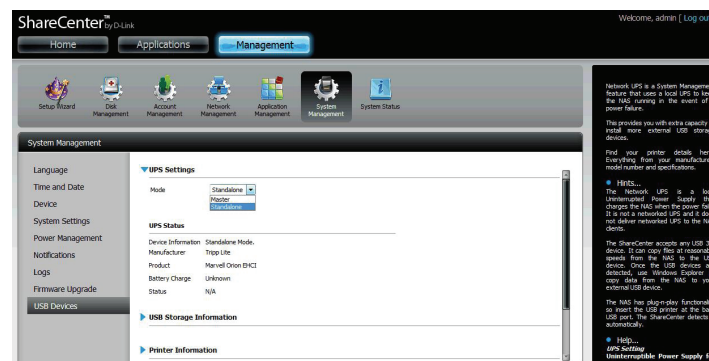 ShareCenter™ by D-Link
Welcome, admin [ Log out
Home
Applications
Management
Setup Wizard
Disk Management
Account Management
Network Management
Application Management
System Management
System Status
System Management
Language
Time and Date
Device
System Settings
Power Management
Notifications
Logs
Firmware Upgrade
USB Devices
UPS Settings
Mode
Standalone
Master
Standalone
UPS Status
Device Information Standalone Mode.
Manufacturer Tripp Lite
Product Marvell Orion EHCI
Battery Charge Unknown
Status N/A
USB Storage Information
Printer Information
Network UPS is a System Manageme
feature that uses a local UPS to kee
the NAS running in the event of
power failure.
This provides you with extra capacity
install more external USB storag
devices.
Find your printer details her
Everything from your manufacture
model number and specifications.
Hints...
The Network UPS is a loc
Uninterrupted Power Supply th
charges the NAS when the power fail
It is not a networked UPS and it do
not deliver networked UPS to the NA
clients.
The ShareCenter accepts any USB 3.
device. It can copy files at reasonab
speeds from the NAS to the US
device. Once the USB devices a
detected, use Windows Explorer
copy data from the NAS to yo
external USB device.
The NAS has plug-n-play functionali
so insert the USB printer at the ba
USB port. The ShareCenter detects
automatically.
Help...
UPS Setting
Uninterruptible Power Supply f